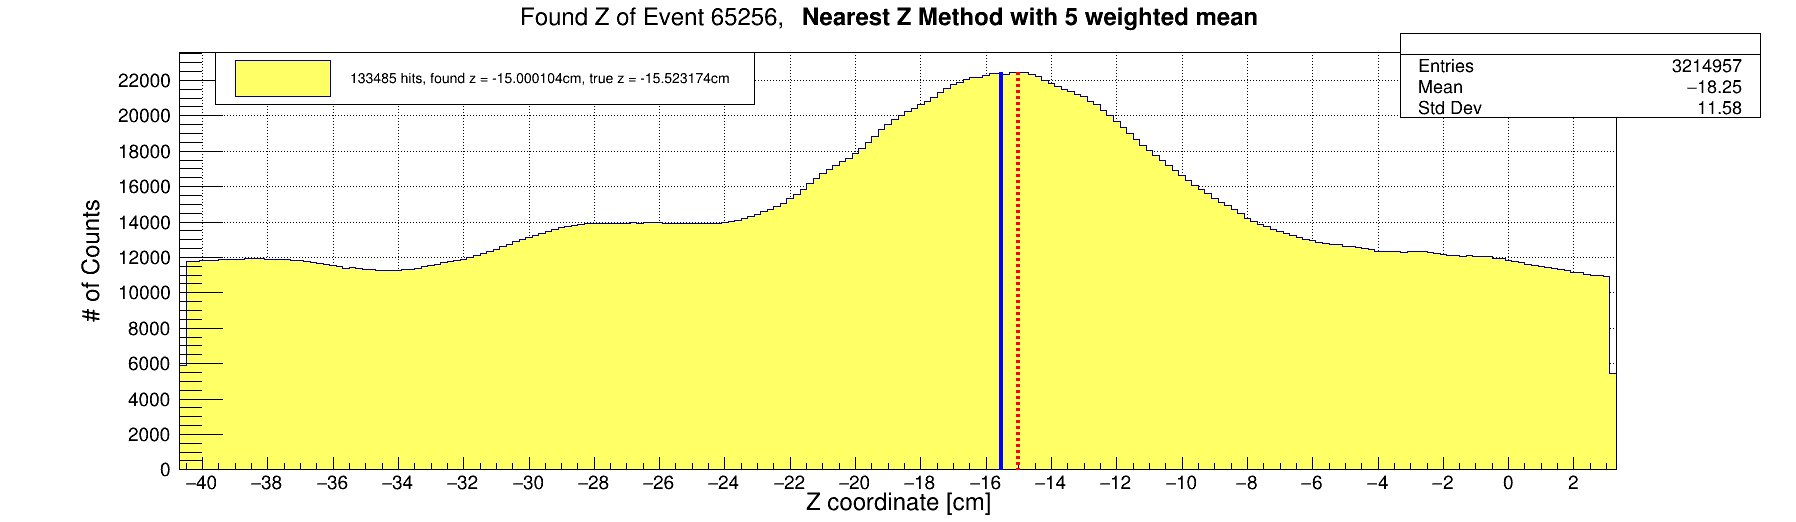 Found Z of Event 65256, Nearest Z Method with 5 weighted mean
133485 hits, found z = -15.000104cm, true z = -15.523174cm
Entries 3214957
Mean −18.25
Std Dev 11.58
# of Counts
22000
20000
18000
16000
14000
12000
10000
8000
6000
4000
2000
0
−40 −38 −36 −34 −32 −30 −28 −26 −24 −22 −20 −18 −16 −14 −12 −10 −8 −6 −4 −2 0 2
Z coordinate [cm]